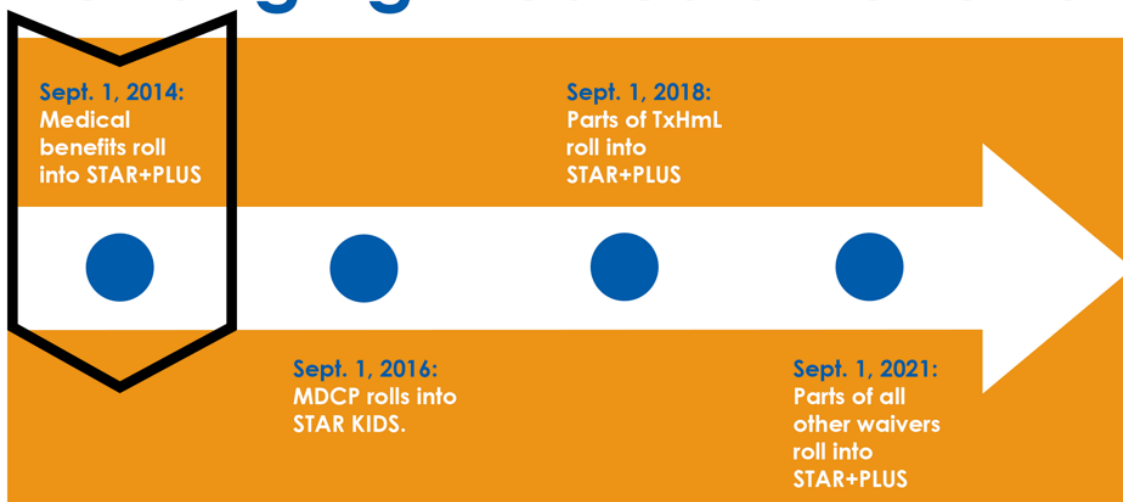 Sept. 1, 2014:
Medical
benefits roll
into STAR+PLUS
Sept. 1, 2018:
Parts of TxHmL
roll into
STAR+PLUS
Sept. 1, 2016:
MDCP rolls into
STAR KIDS.
Sept. 1, 2021:
Parts of all
other waivers
roll into
STAR+PLUS